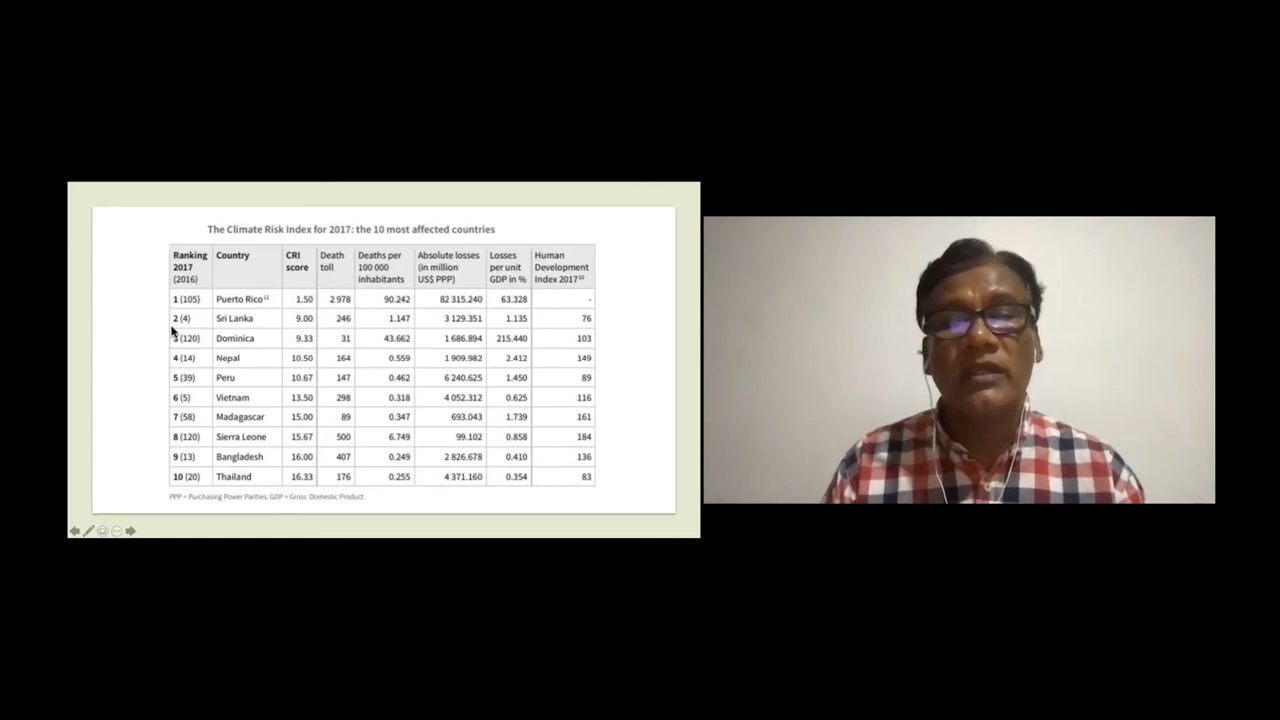 The Climate Risk Index for 2017: the 10 most affected countries
Ranking 2017 (2016) Country CRI score Death toll Deaths per 100 000 inhabitants Absolute losses (in million US$ PPP) Losses per unit GDP in % Human Development Index 2017¹⁰
1 (105) Puerto Rico¹¹ 1.50 2 978 90.242 82 315.240 63.328 -
2 (4) Sri Lanka 9.00 246 1.147 3 129.351 1.135 76
3 (120) Dominica 9.33 31 43.662 1 686.894 215.440 103
4 (14) Nepal 10.50 164 0.559 1 909.982 2.412 149
5 (39) Peru 10.67 147 0.462 6 240.625 1.450 89
6 (5) Vietnam 13.50 298 0.318 4 052.312 0.625 116
7 (58) Madagascar 15.00 89 0.347 693.043 1.739 161
8 (120) Sierra Leone 15.67 500 6.749 99.102 0.858 184
9 (13) Bangladesh 16.00 407 0.249 2 826.678 0.410 136
10 (20) Thailand 16.33 176 0.255 4 371.160 0.354 83
PPP = Purchasing Power Parities. GDP = Gross Domestic Product.